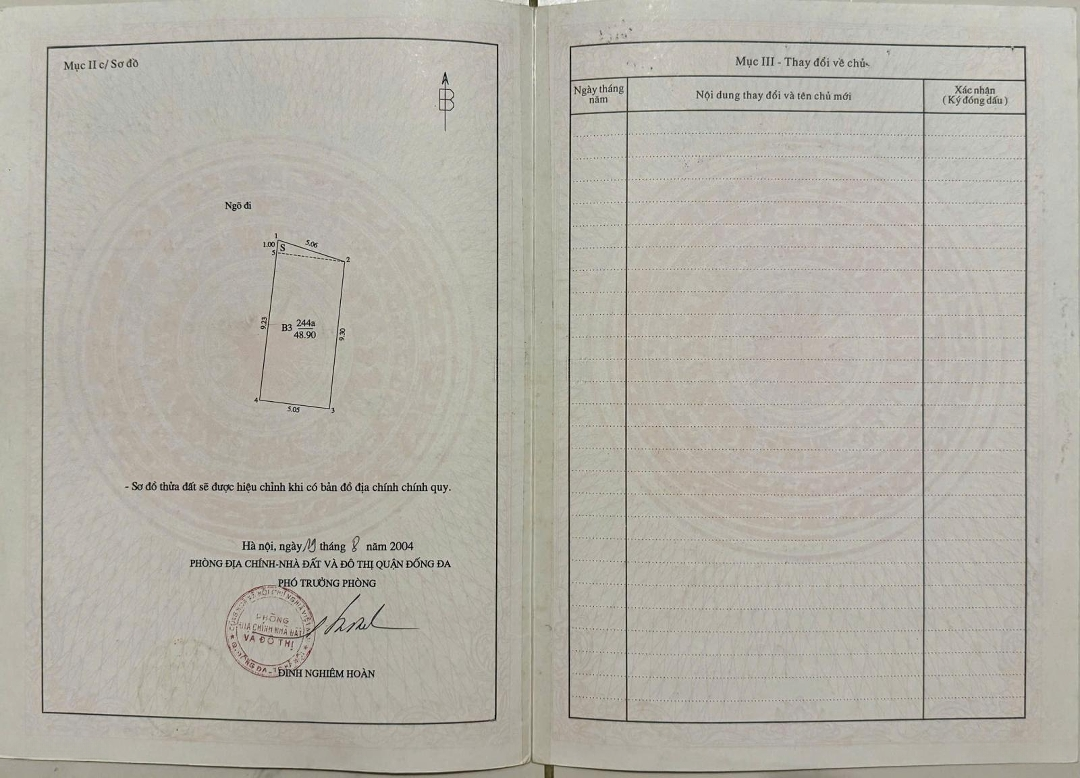 Mục II c/ Sơ đồ
B
Ngõ đi
1
5.06
1.00
S
5
2
9.23
B3 244a
48.90
9.30
4
5.05
3
- Sơ đồ thửa đất sẽ được hiệu chỉnh khi có bản đồ địa chính chính quy.
Hà nội, ngày 19 tháng 8 năm 2004
PHÒNG ĐỊA CHÍNH-NHÀ ĐẤT VÀ ĐÔ THỊ QUẬN ĐỐNG ĐA
PHÓ TRƯỞNG PHÒNG
PHÒNG
ĐỊA CHÍNH NHÀ ĐẤT
VÀ ĐÔ THỊ
ĐINH NGHIÊM HOÀN
Mục III - Thay đổi về chủ
Ngày tháng
năm
Nội dung thay đổi và tên chủ mới
Xác nhận
( Ký đóng dấu )